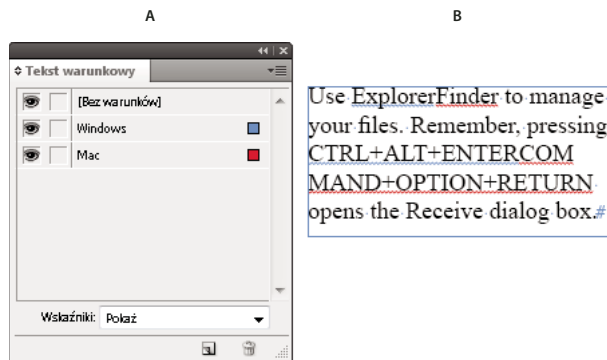 A
B
Tekst warunkowy
[Bez warunków]
Windows
Mac
Wskaźniki: Pokaż
Use ExplorerFinder to manage
your files. Remember, pressing
CTRL+ALT+ENTERCOM
MAND+OPTION+RETURN
opens the Receive dialog box.#